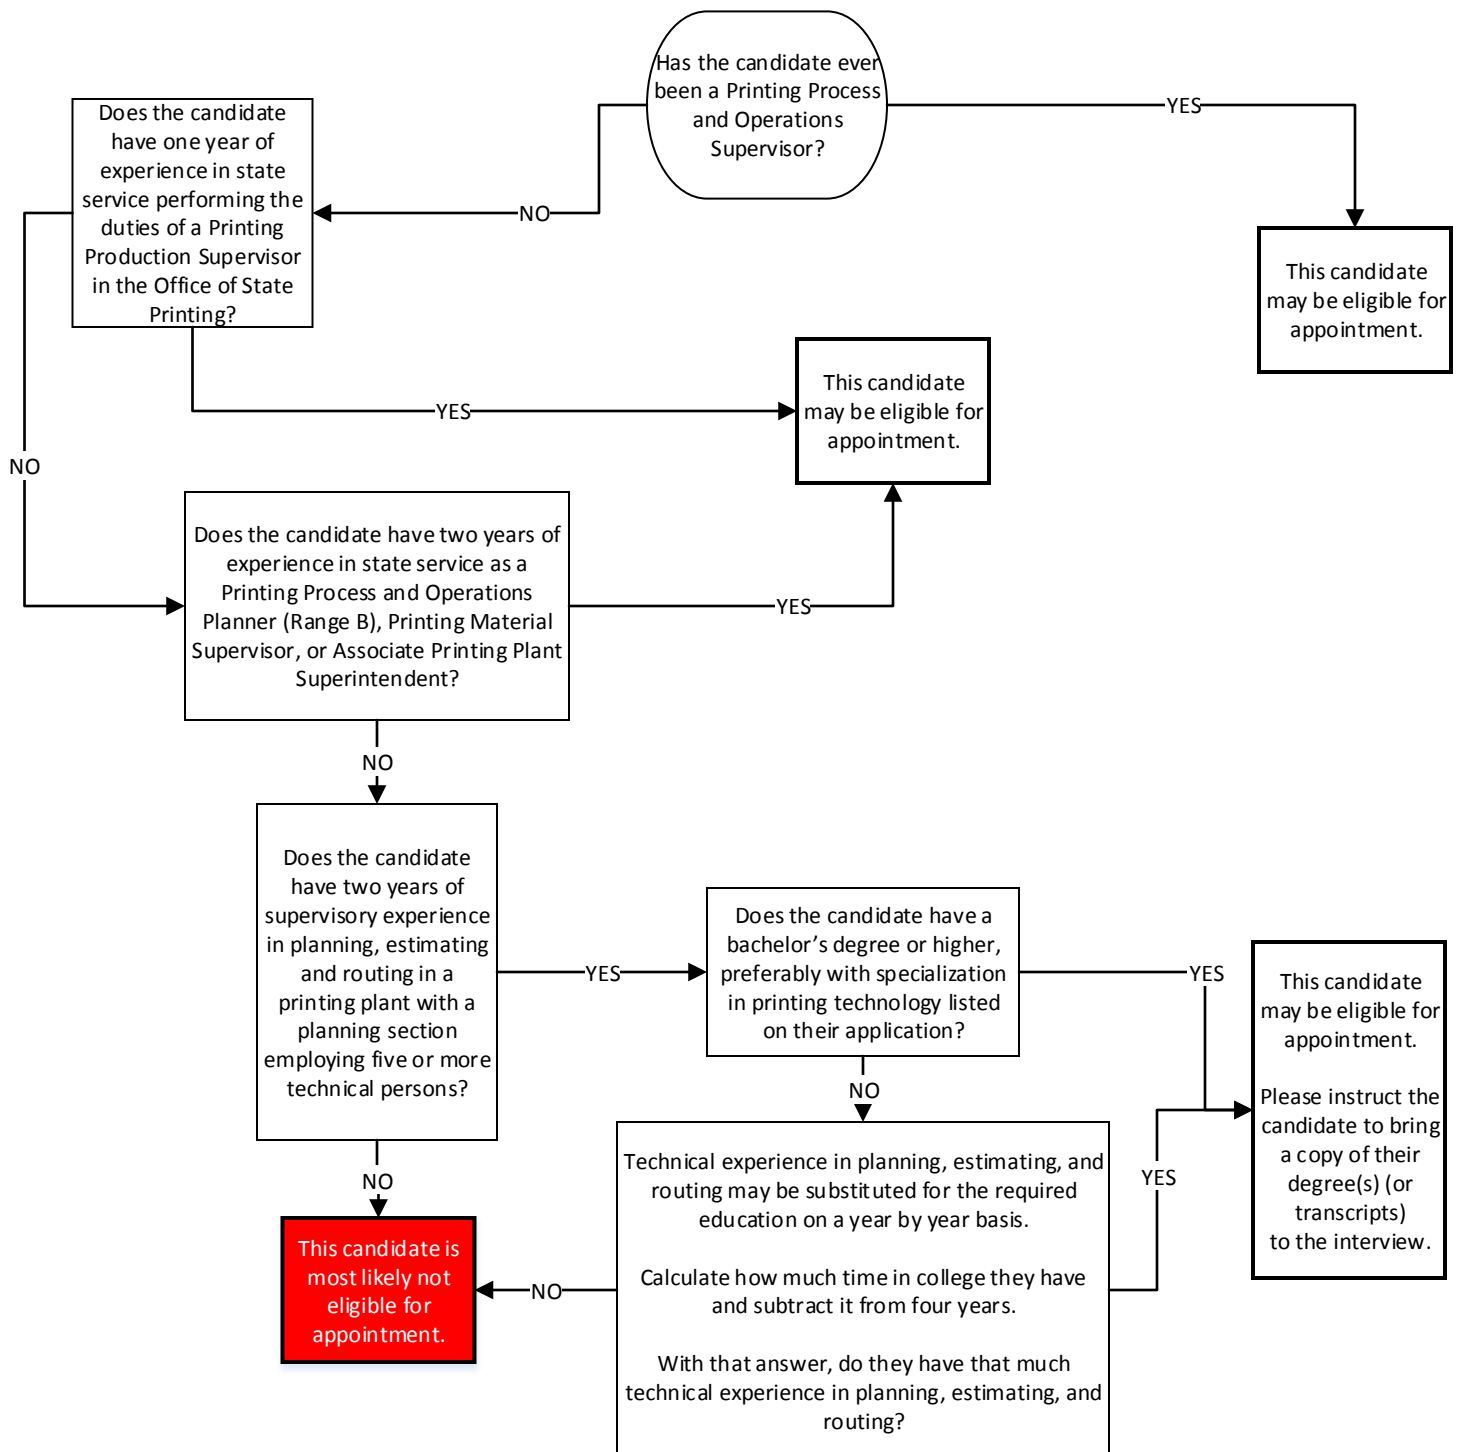 Has the candidate ever
been a Printing Process
and Operations
Supervisor?
YES
NO
Does the candidate
have one year of
experience in state
service performing the
duties of a Printing
Production Supervisor
in the Office of State
Printing?
This candidate
may be eligible for
appointment.
YES
NO
This candidate
may be eligible for
appointment.
Does the candidate have two years of
experience in state service as a
Printing Process and Operations
Planner (Range B), Printing Material
Supervisor, or Associate Printing Plant
Superintendent?
YES
NO
Does the candidate
have two years of
supervisory experience
in planning, estimating
and routing in a
printing plant with a
planning section
employing five or more
technical persons?
YES
NO
Does the candidate have a
bachelor’s degree or higher,
preferably with specialization
in printing technology listed
on their application?
YES
NO
This candidate
may be eligible for
appointment.
Please instruct the
candidate to bring
a copy of their
degree(s) (or
transcripts)
to the interview.
Technical experience in planning, estimating, and
routing may be substituted for the required
education on a year by year basis.
Calculate how much time in college they have
and subtract it from four years.
With that answer, do they have that much
technical experience in planning, estimating, and
routing?
YES
NO
This candidate is
most likely not
eligible for
appointment.